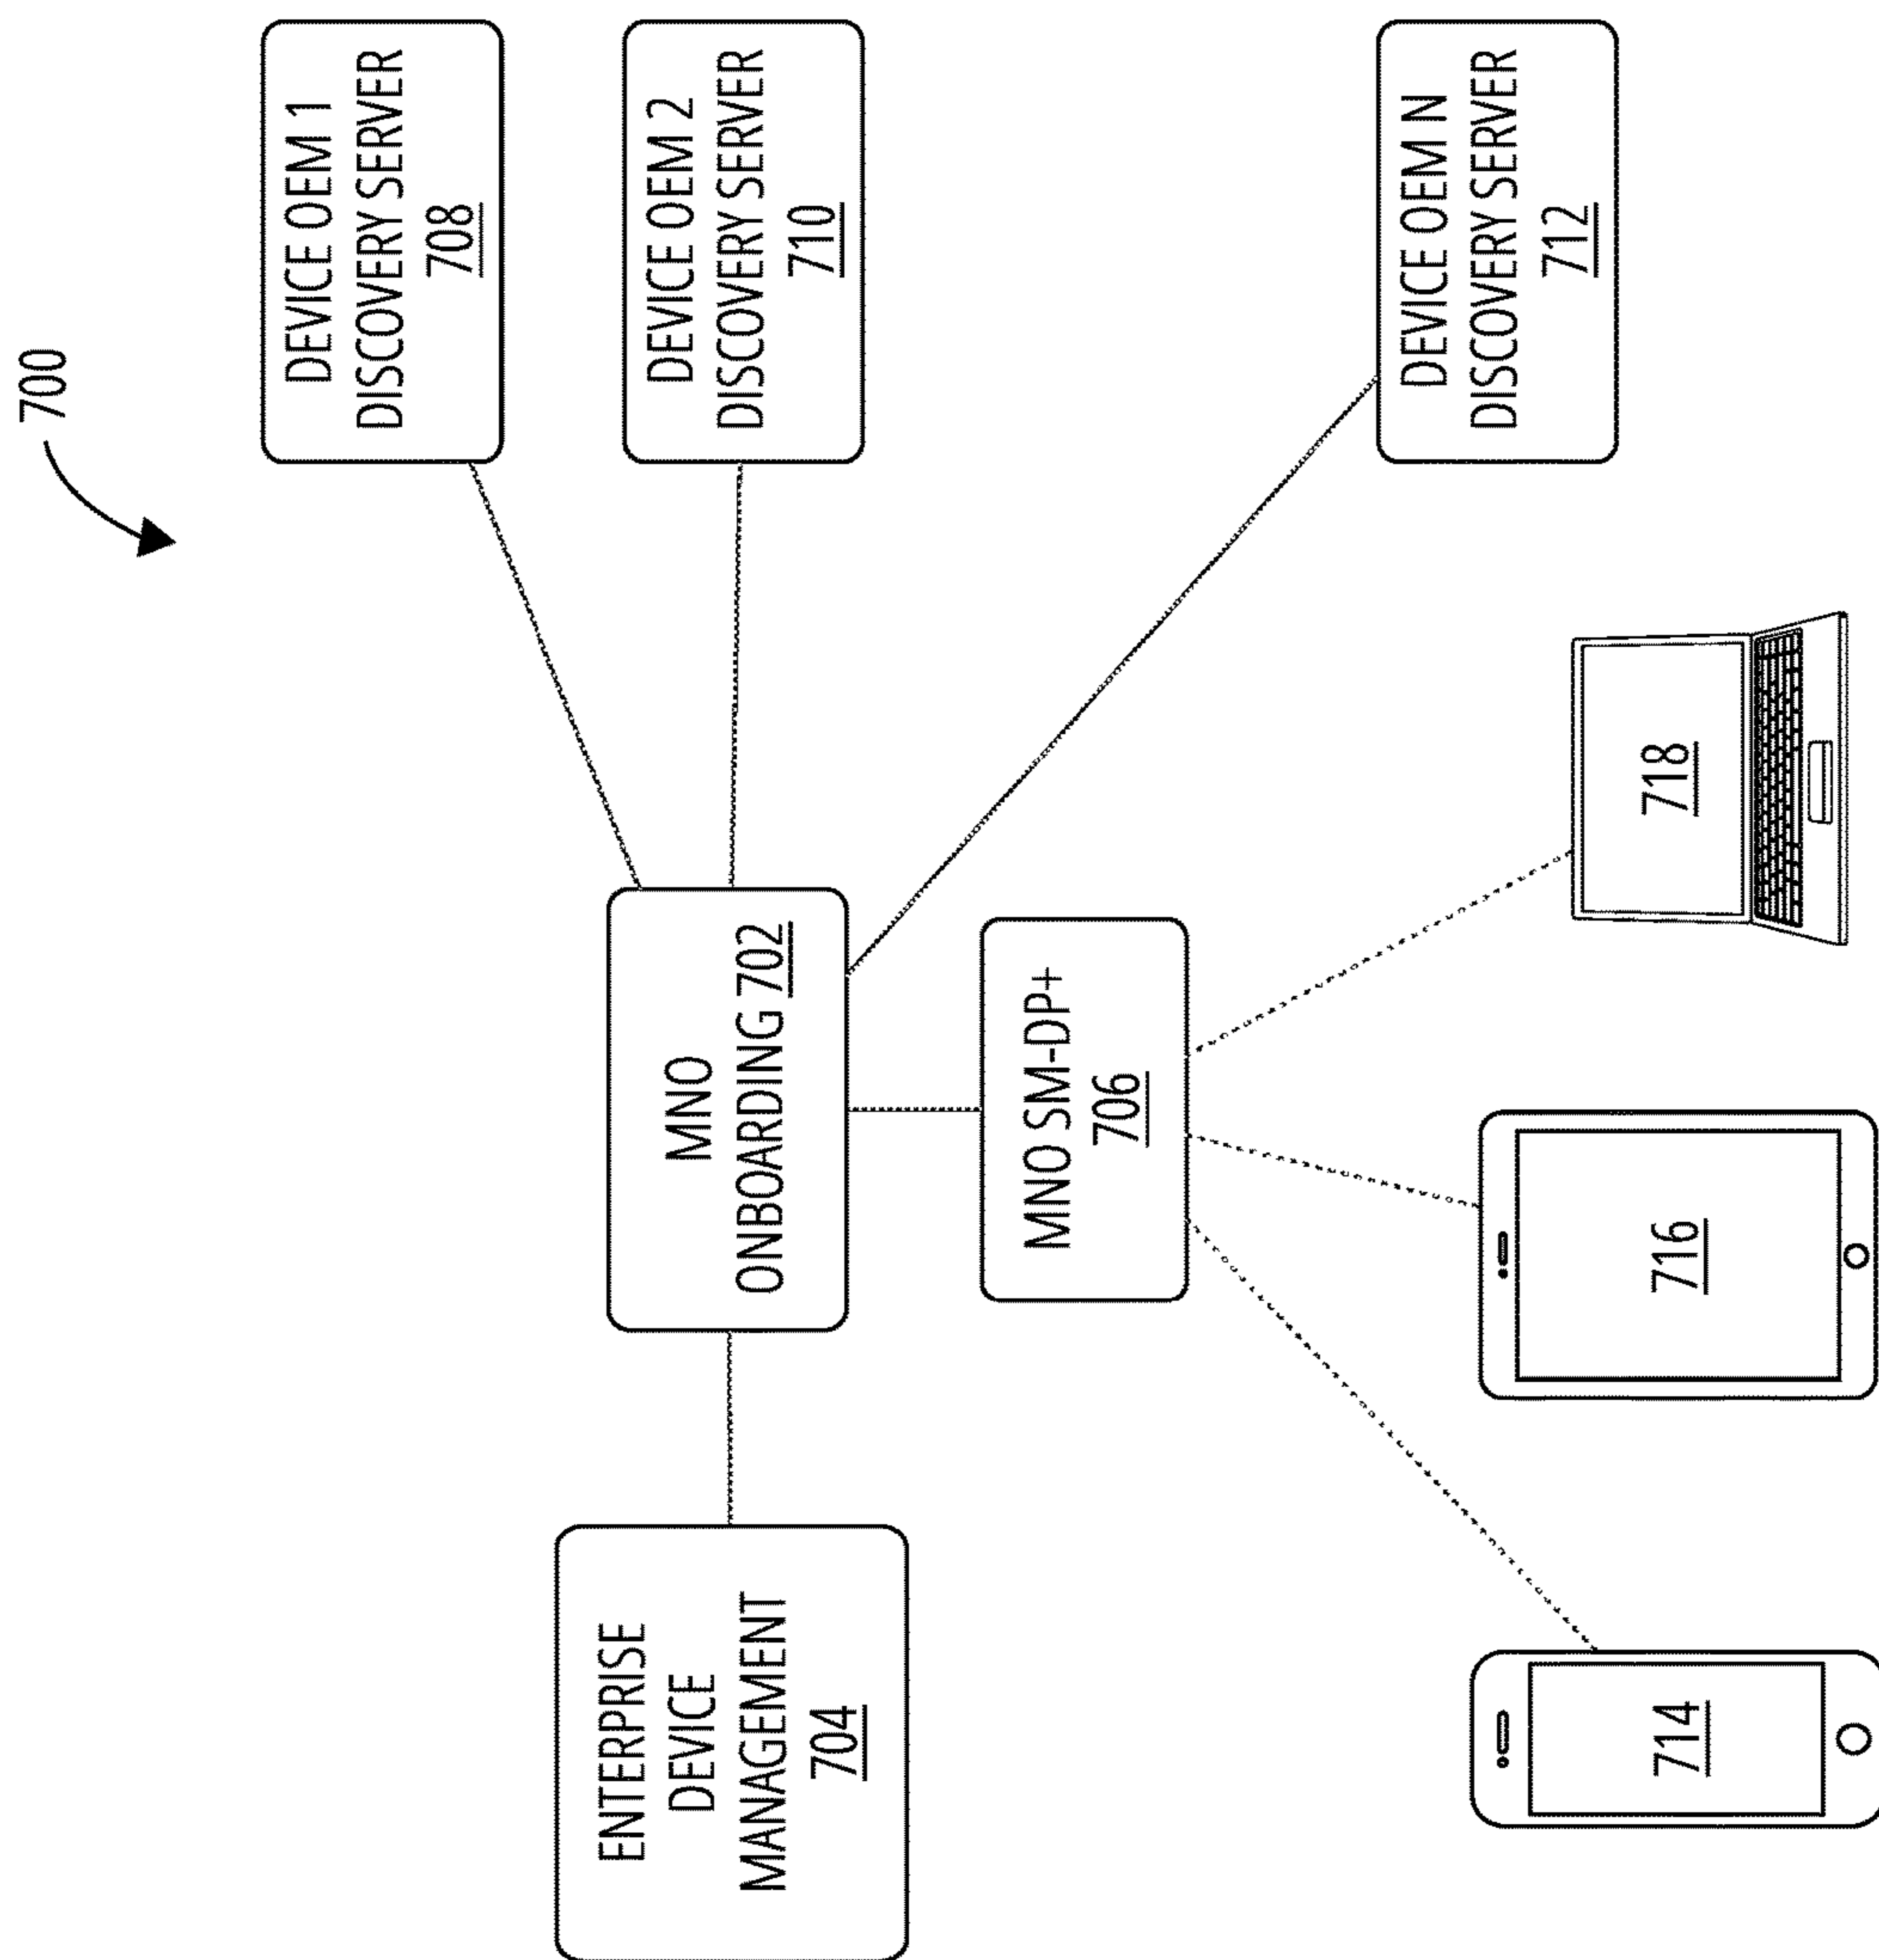 700
DEVICE OEM 1
DISCOVERY SERVER
708
DEVICE OEM 2
DISCOVERY SERVER
710
DEVICE OEM N
DISCOVERY SERVER
712
MNO
ONBOARDING 702
MNO SM-DP+
706
ENTERPRISE
DEVICE
MANAGEMENT
704
714
716
718